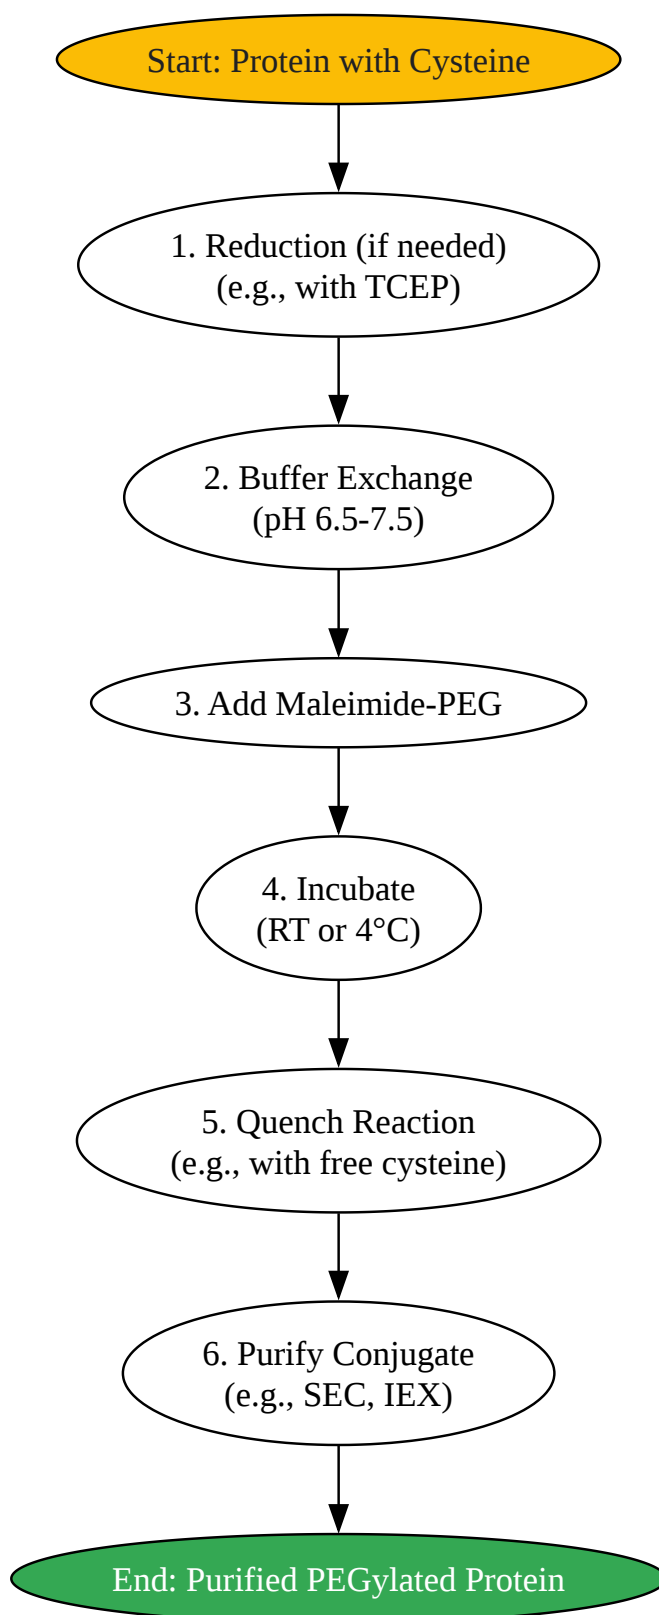 Start: Protein with Cysteine
1. Reduction (if needed)
(e.g., with TCEP)
2. Buffer Exchange
(pH 6.5-7.5)
3. Add Maleimide-PEG
4. Incubate
(RT or 4°C)
5. Quench Reaction
(e.g., with free cysteine)
6. Purify Conjugate
(e.g., SEC, IEX)
End: Purified PEGylated Protein